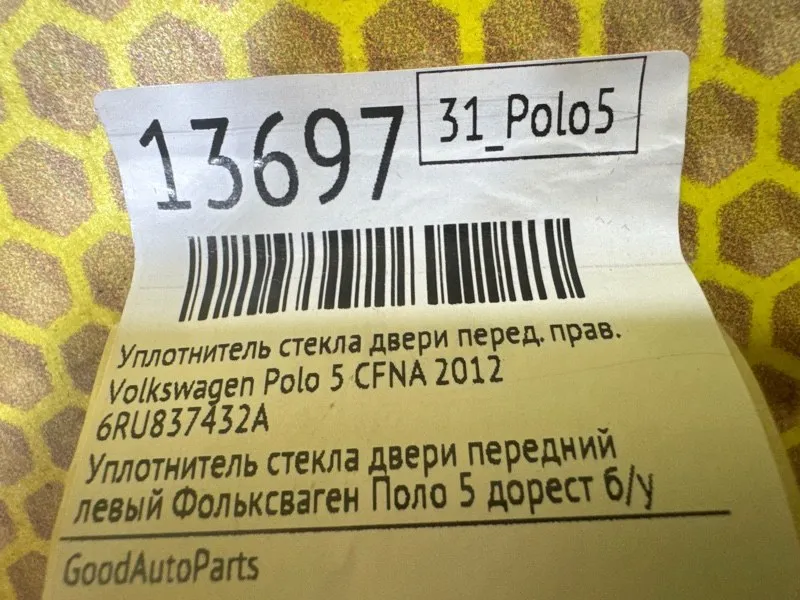 13697
31_Polo5
Уплотнитель стекла двери перед. прав.
Volkswagen Polo 5 CFNA 2012
6RU837432A
Уплотнитель стекла двери передний
левый Фольксваген Поло 5 дорест б/у
GoodAutoParts